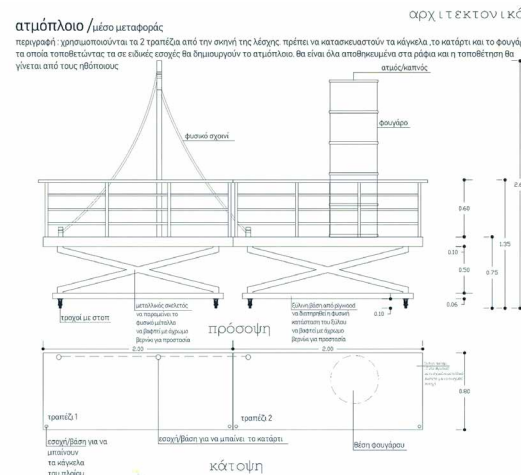 αρχιτεκτονικά
ατμόπλοιο /μέσο μεταφοράς
περιγραφή : χρησιμοποιούνται τα 2 τραπέζια από την σκηνή της λέσχης. πρέπει να κατασκευαστούν τα κάγκελα ,το κατάρτι και το φουγάρ
τα οποία τοποθετώντας τα σε ειδικές εσοχές θα δημιουργούν το ατμόπλοιο. θα είναι όλα αποθηκευμένα στα ράφια και η τοποθέτηση θα
γίνεται από τους ηθοποιους
ατμός/καπνός
φυσικό σχοινί
φουγάρο
0.60
0.10
0.50
0.06
0.75
1.35
0.10
τροχοί με στοπ
μεταλλικός σκελετός
να παραμείνει το
φυσικό μέταλλο
να βαφτεί με άχρωμο
βερνίκι για προστασία
ξύλινη βάση από plywood
να διατηρηθεί η φυσική
κατάσταση του ξύλου
να βαφτεί με άχρωμο
βερνίκι για προστασία
πρόσοψη
2.00
2.00
0.80
τραπέζι 1
τραπέζι 2
εσοχή/βάση για να
μπαίνουν
τα κάγκελα
του πλοίου
εσοχή/βάση για να μπαίνει το κατάρτι
θέση φουγάρου
κάτοψη